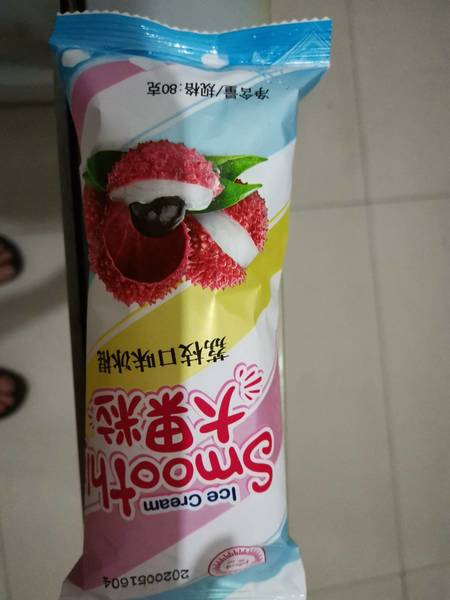 2020051604
Ice Cream
Smooth
大果粒
荔枝口味冰棍
净含量/规格:80克